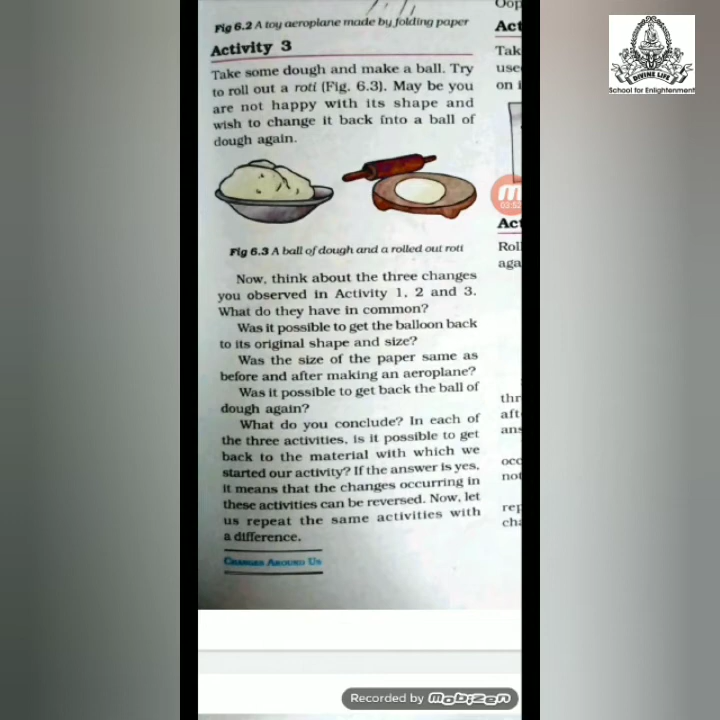 Fig 6.2 A toy aeroplane made by folding paper
Activity 3
Take some dough and make a ball. Try
to roll out a roti (Fig. 6.3). May be you
are not happy with its shape and
wish to change it back into a ball of
dough again.
Fig 6.3 A ball of dough and a rolled out roti
Now, think about the three changes
you observed in Activity 1, 2 and 3.
What do they have in common?
Was it possible to get the balloon back
to its original shape and size?
Was the size of the paper same as
before and after making an aeroplane?
Was it possible to get back the ball of
dough again?
What do you conclude? In each of
the three activities, is it possible to get
back to the material with which we
started our activity? If the answer is yes,
it means that the changes occurring in
these activities can be reversed. Now, let
us repeat the same activities with
a difference.
CHANGES AROUND US
Oop
Act
Tak
use
on i
Act
Roll
aga
thr
aft
ans
occ
not
rep
cha
DIVINE LIFE
School for Enlightenment
Recorded by Mobizen